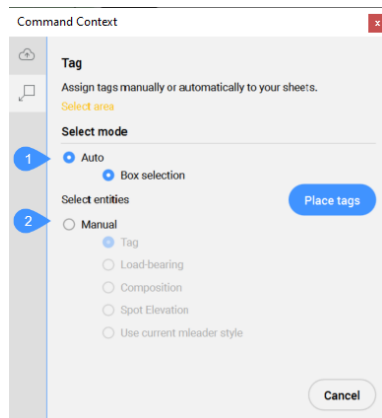 Command Context
x
Tag
Assign tags manually or automatically to your sheets.
Select area
Select mode
1
Auto
Box selection
Select entities
Place tags
2
Manual
Tag
Load-bearing
Composition
Spot Elevation
Use current mleader style
Cancel